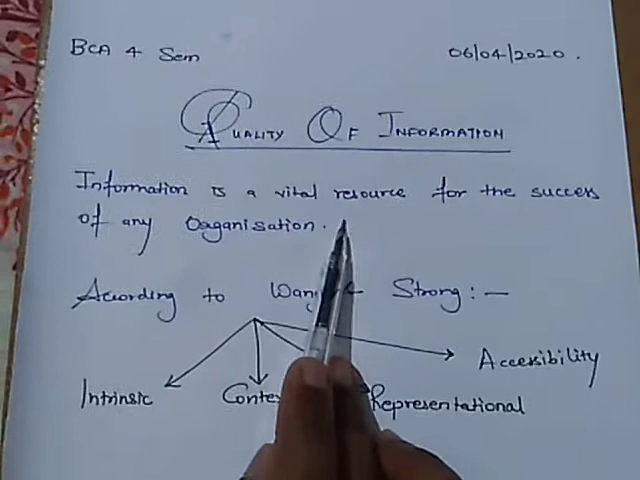 BCA 4 Sem
06/04/2020.
QUALITY OF INFORMATION
Information is a vital resource for the success
of any Organisation.
According to Strong:-
Accessibility
Intrinsic Representational